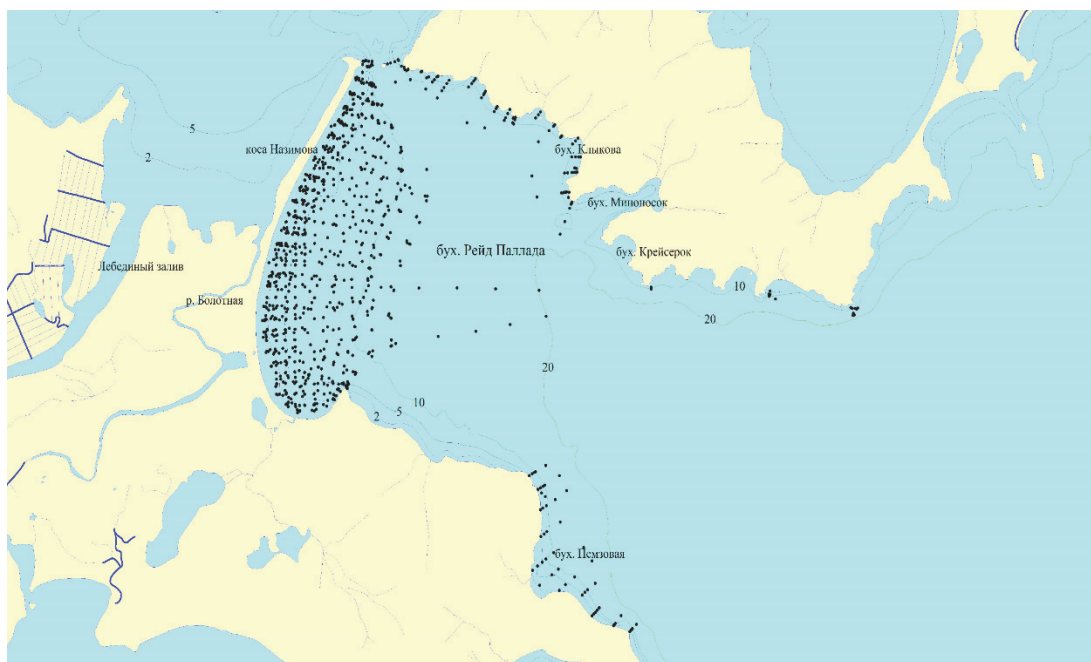 5
2
коса Назимова
бух. Клыкова
бух. Миноносок
бух. Рейд Паллада
бух. Крейсерок
Лебединый залив
10
р. Болотная
20
20
10
5
2
бух. Пемзовая